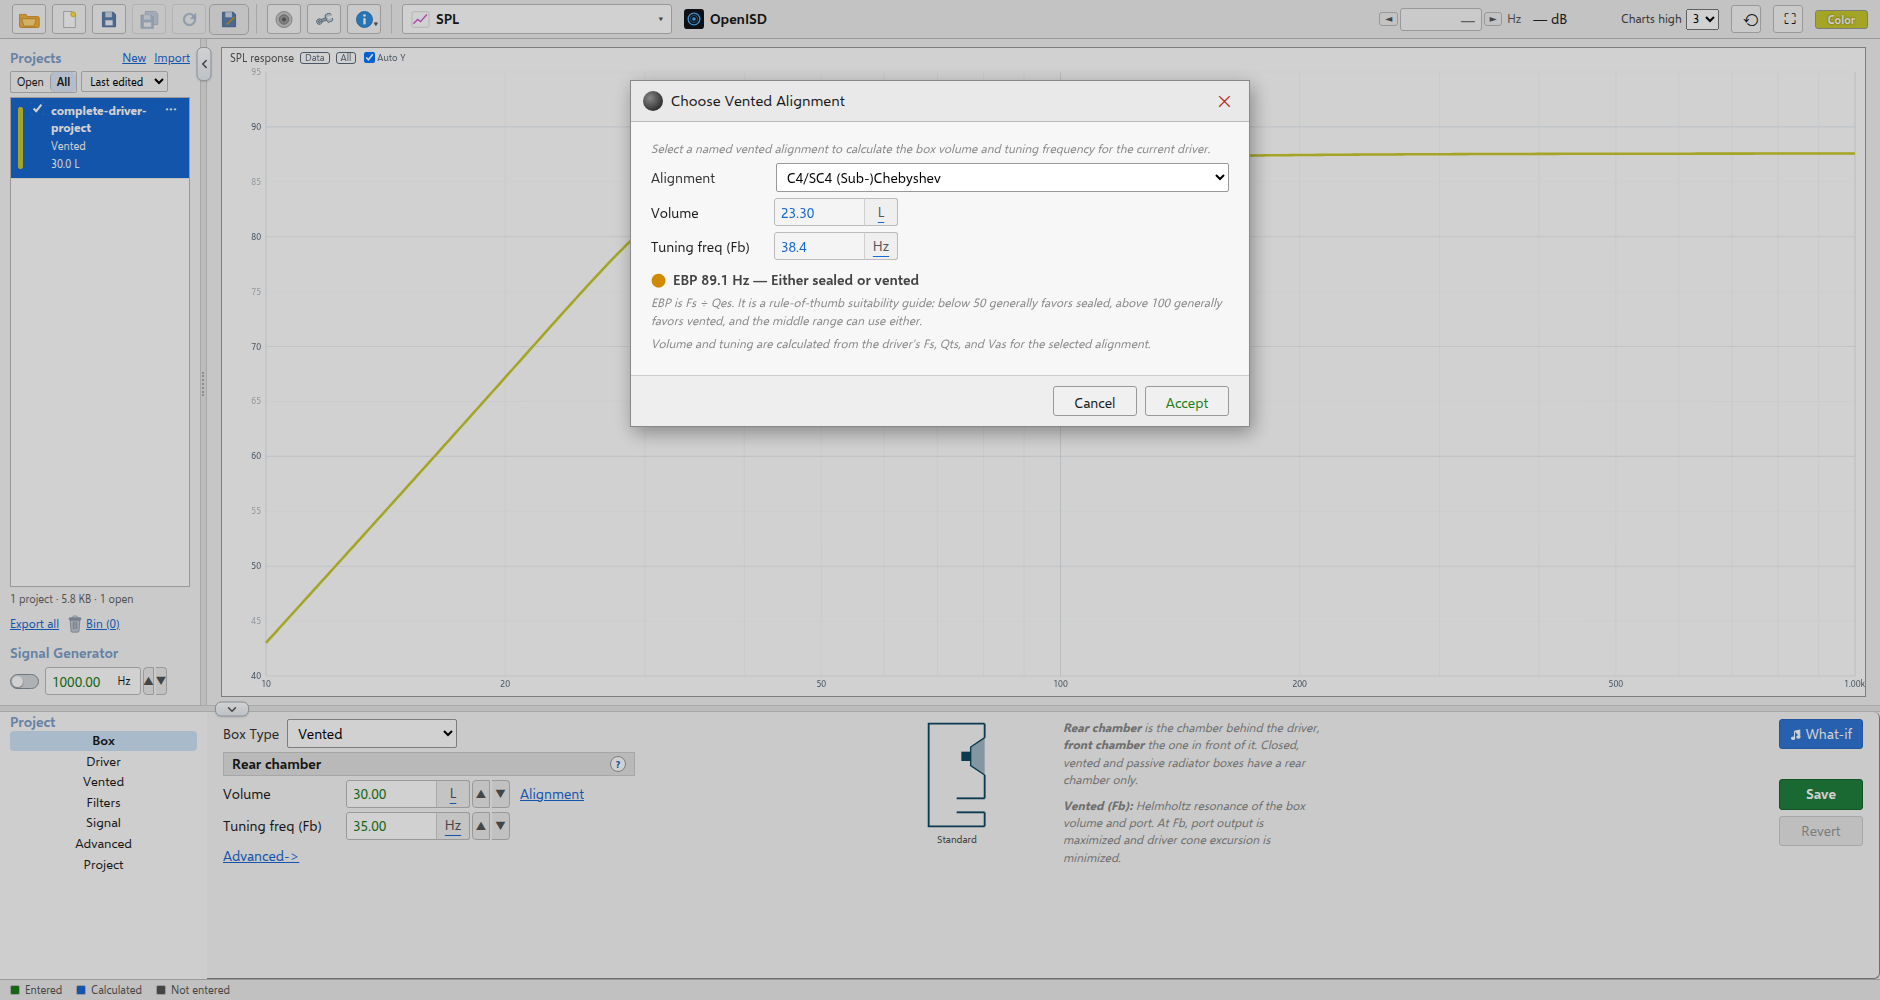 SPL
OpenISD
—
Hz
— dB
Charts high
3
Color
Projects
New
Import
Open
All
Last edited
complete-driver-
project
Vented
30.0 L
1 project · 5.8 KB · 1 open
Export all
Bin (0)
Signal Generator
1000.00 Hz
SPL response
Data
All
Auto Y
95
90
85
80
75
70
65
60
55
50
45
40
10
20
50
100
200
500
1.00k
Choose Vented Alignment
Select a named vented alignment to calculate the box volume and tuning frequency for the current driver.
Alignment
C4/SC4 (Sub-)Chebyshev
Volume
23.30 L
Tuning freq (Fb)
38.4 Hz
EBP 89.1 Hz — Either sealed or vented
EBP is Fs ÷ Qes. It is a rule-of-thumb suitability guide: below 50 generally favors sealed, above 100 generally
favors vented, and the middle range can use either.
Volume and tuning are calculated from the driver's Fs, Qts, and Vas for the selected alignment.
Cancel
Accept
Project
Box
Driver
Vented
Filters
Signal
Advanced
Project
Box Type
Vented
Rear chamber
?
Volume
30.00 L
Alignment
Tuning freq (Fb)
35.00 Hz
Advanced->
Standard
Rear chamber is the chamber behind the driver,
front chamber the one in front of it. Closed,
vented and passive radiator boxes have a rear
chamber only.
Vented (Fb): Helmholtz resonance of the box
volume and port. At Fb, port output is
maximized and driver cone excursion is
minimized.
What-if
Save
Revert
Entered
Calculated
Not entered